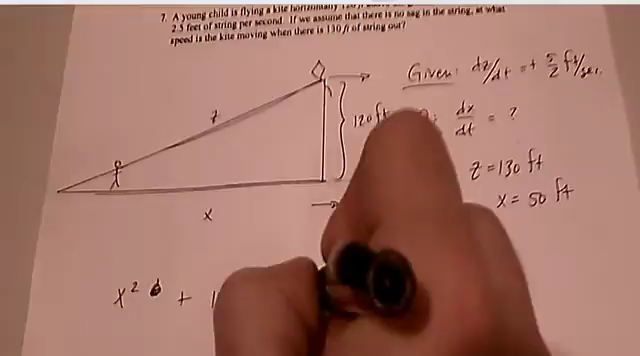 7. A young child is flying a kite horizontally 120 ft
2.5 feet of string per second. If we assume that there is no sag in the string, at what
speed is the kite moving when there is 130 ft of string out?
Given: dz/dt = + 5/2 ft/sec.
z
120 ft
dx/dt = ?
z = 130 ft
x = 50 ft
x
x² +